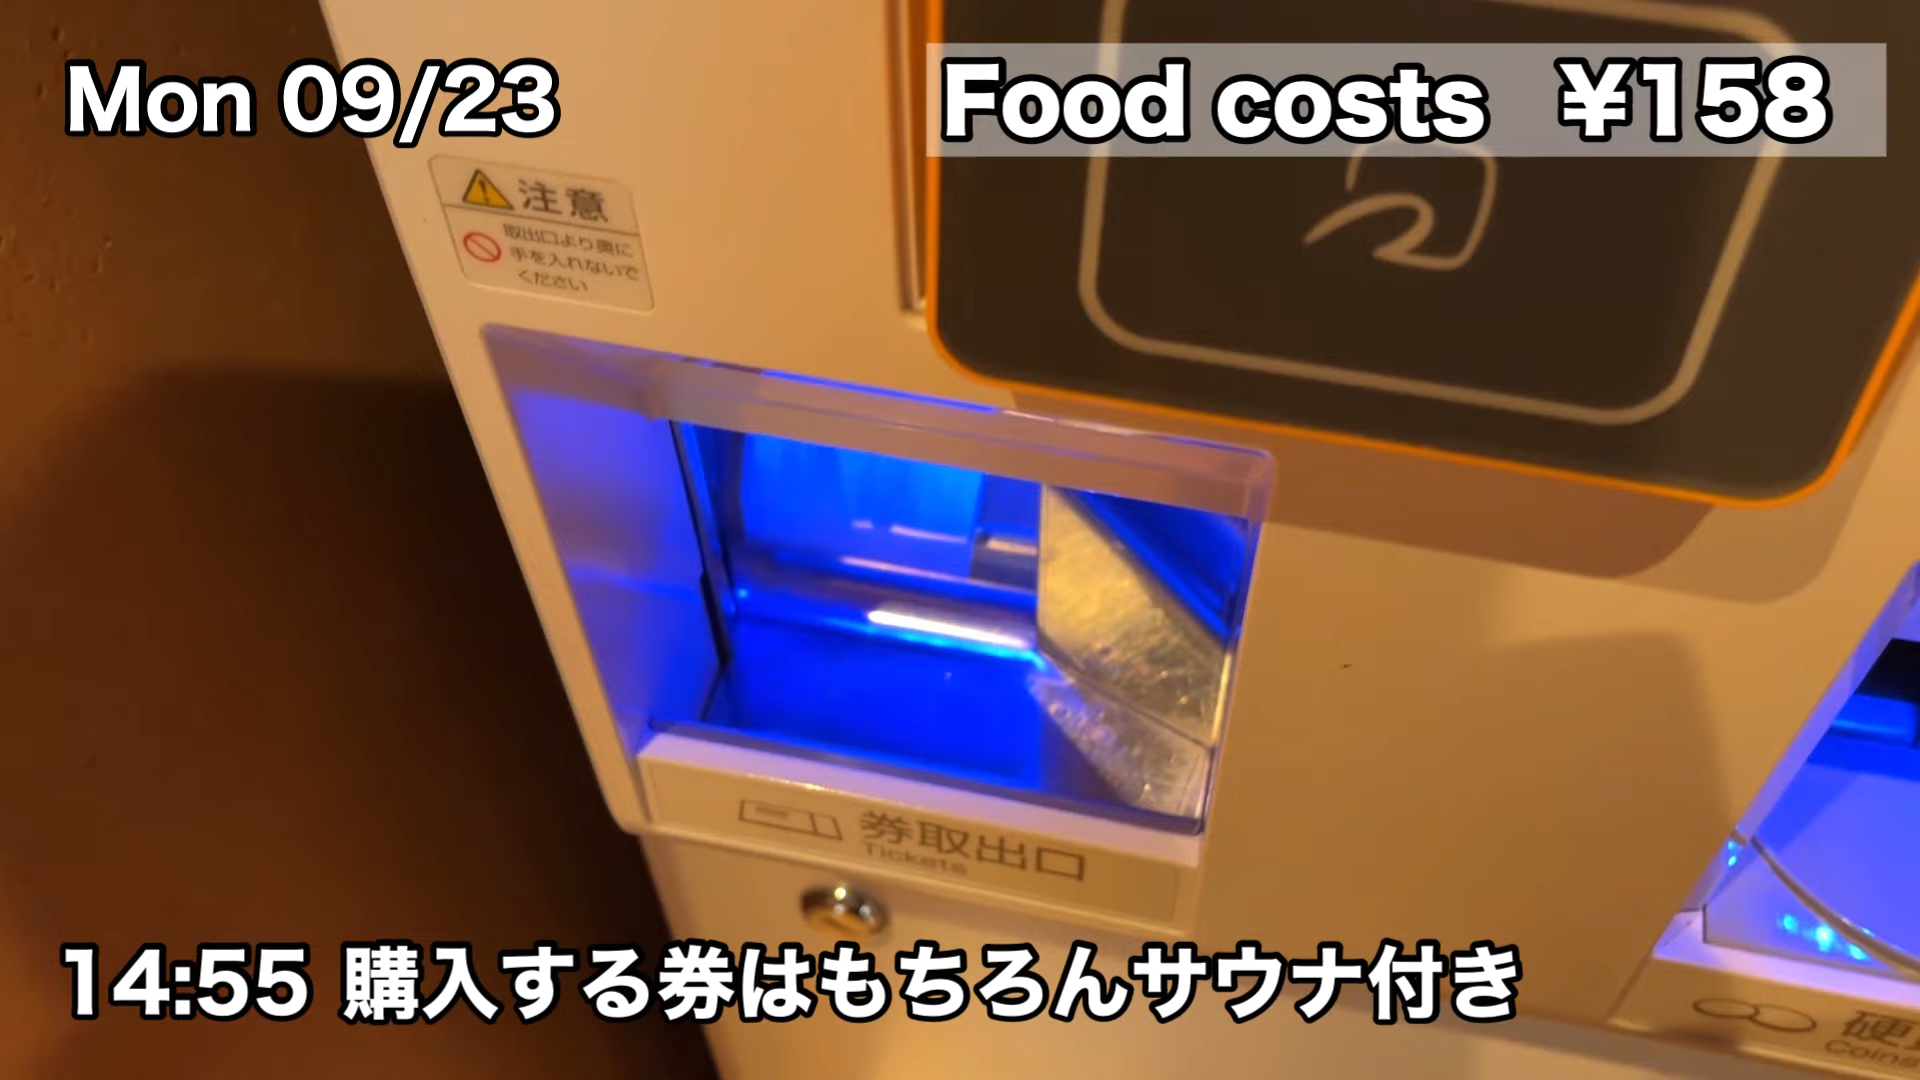 Mon 09/23
Food costs ¥158
注意
取出口より奥に
手を入れないで
ください
券取出口
Tickets
14:55 購入する券はもちろんサウナ付き
Coins